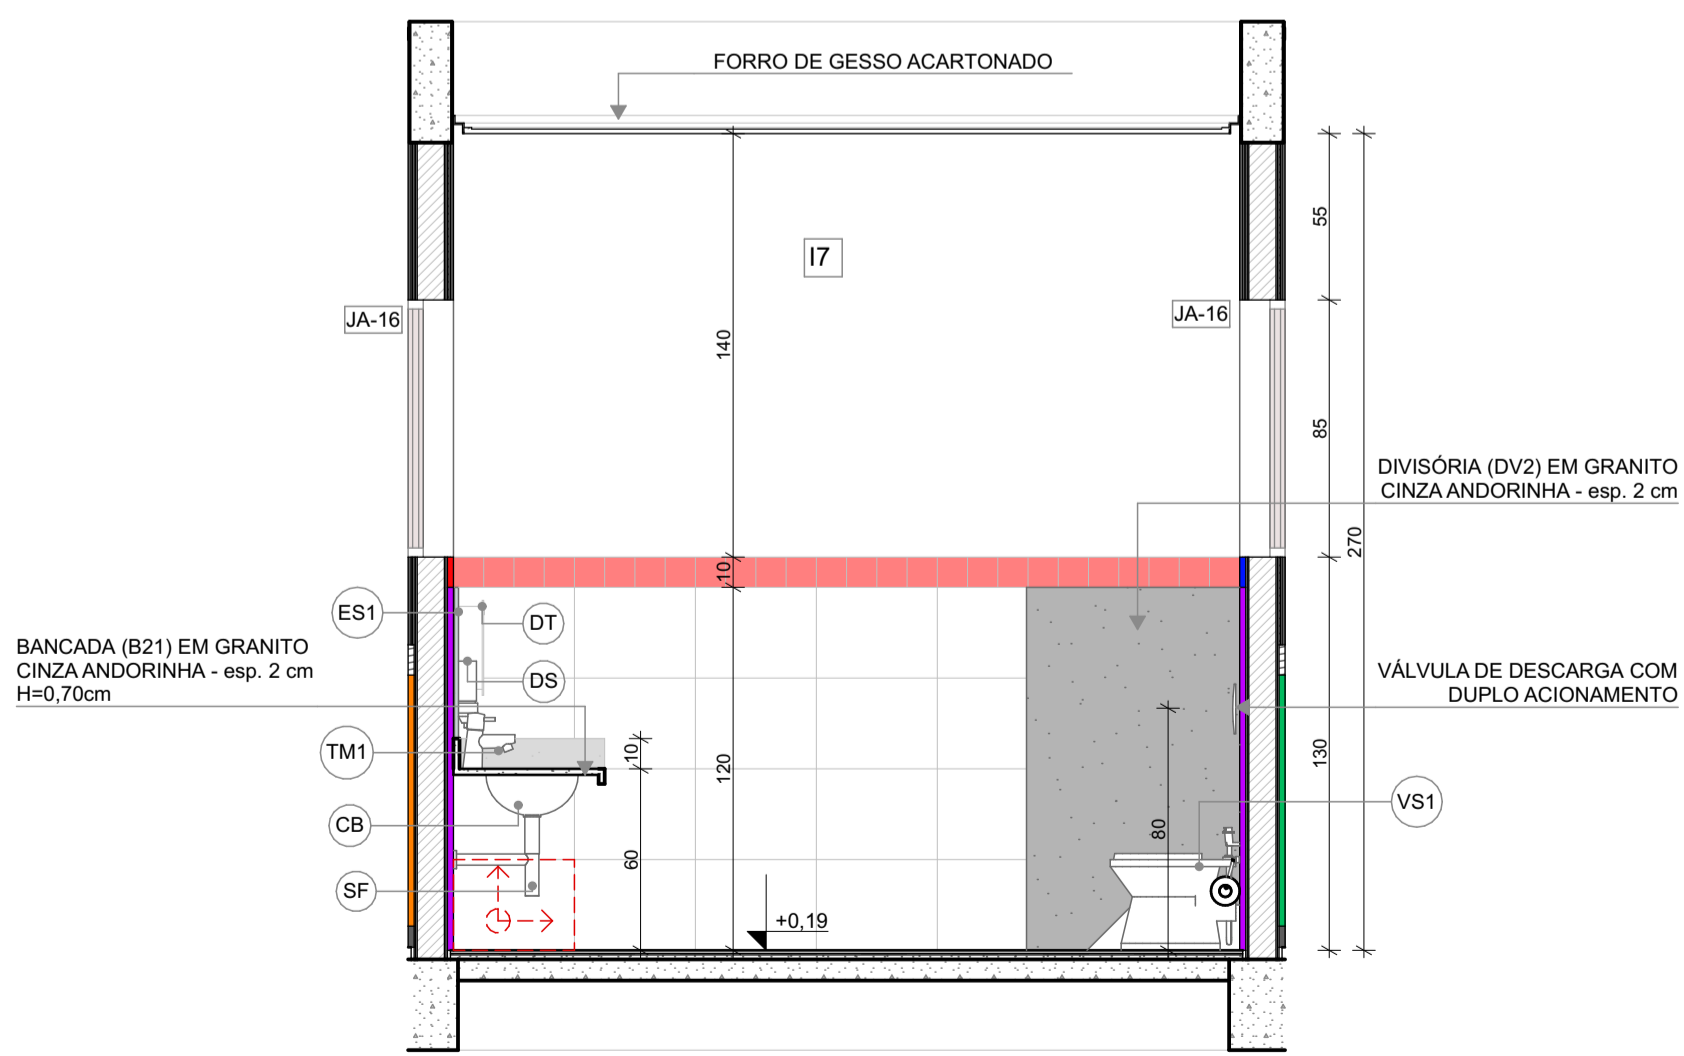 FORRO DE GESSO ACARTONADO
55
I7
JA-16
JA-16
140
85
DIVISÓRIA (DV2) EM GRANITO
CINZA ANDORINHA - esp. 2 cm
270
10
ES1
DT
BANCADA (B21) EM GRANITO
CINZA ANDORINHA - esp. 2 cm
H=0,70cm
DS
VÁLVULA DE DESCARGA COM
DUPLO ACIONAMENTO
TM1
10
120
130
VS1
CB
80
60
SF
+0,19